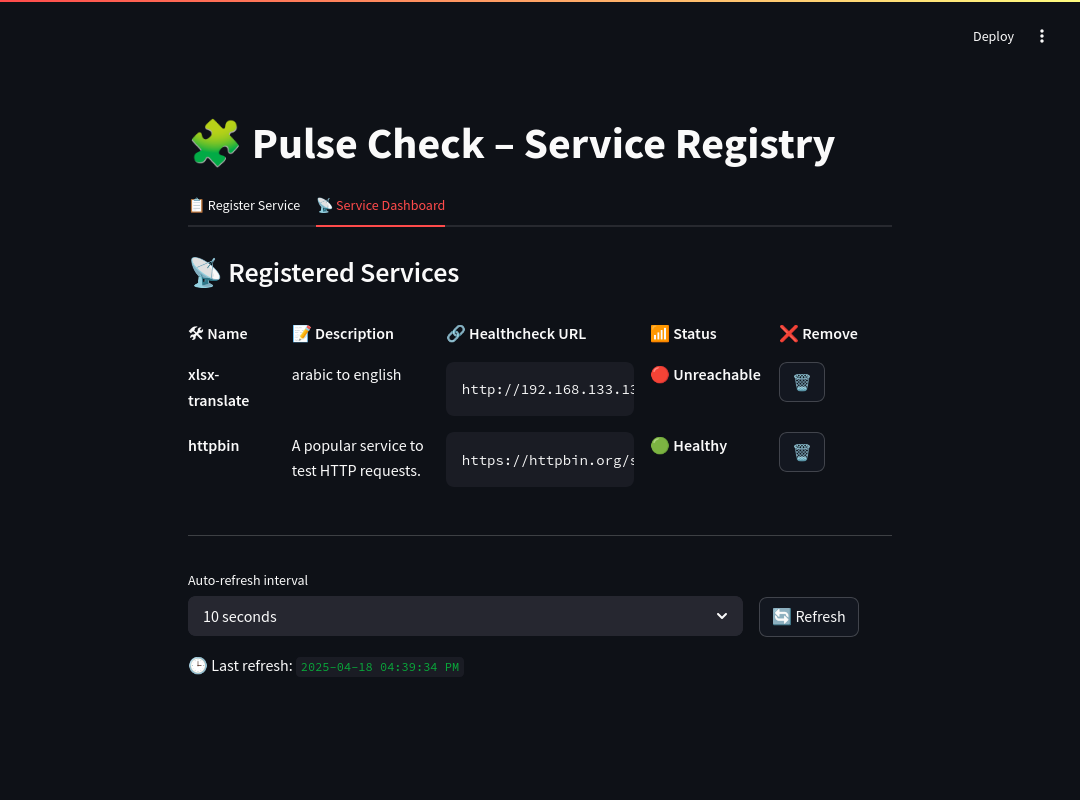 Deploy
Pulse Check – Service Registry
Register Service
Service Dashboard
Registered Services
Name
Description
Healthcheck URL
Status
Remove
xlsx-
translate
arabic to english
http://192.168.133.13
Unreachable
httpbin
A popular service to
test HTTP requests.
https://httpbin.org/s
Healthy
Auto-refresh interval
10 seconds
Refresh
Last refresh: 2025-04-18 04:39:34 PM